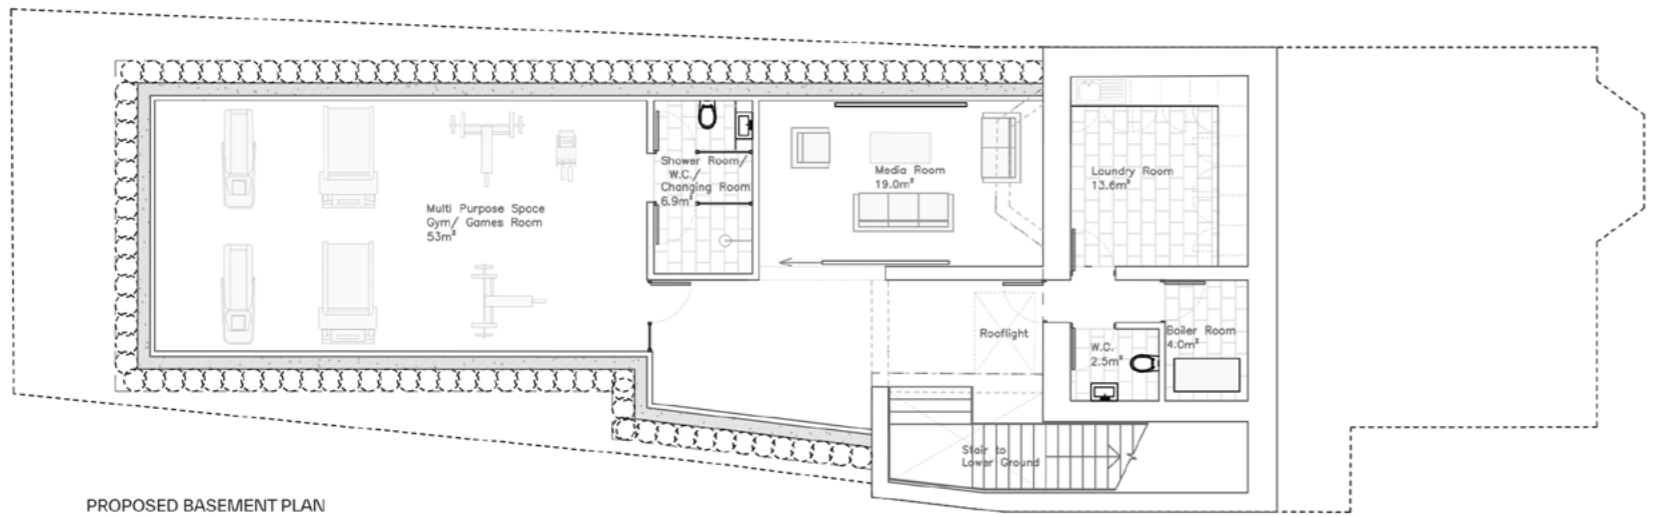 Shower Room/
W.C./
Changing Room
6.9m²
Media Room
19.0m²
Laundry Room
13.6m²
Multi Purpose Space
Gym/ Games Room
53m²
Rooflight
W.C.
2.5m²
Boiler Room
4.0m²
Stair to
Lower Ground
PROPOSED BASEMENT PLAN